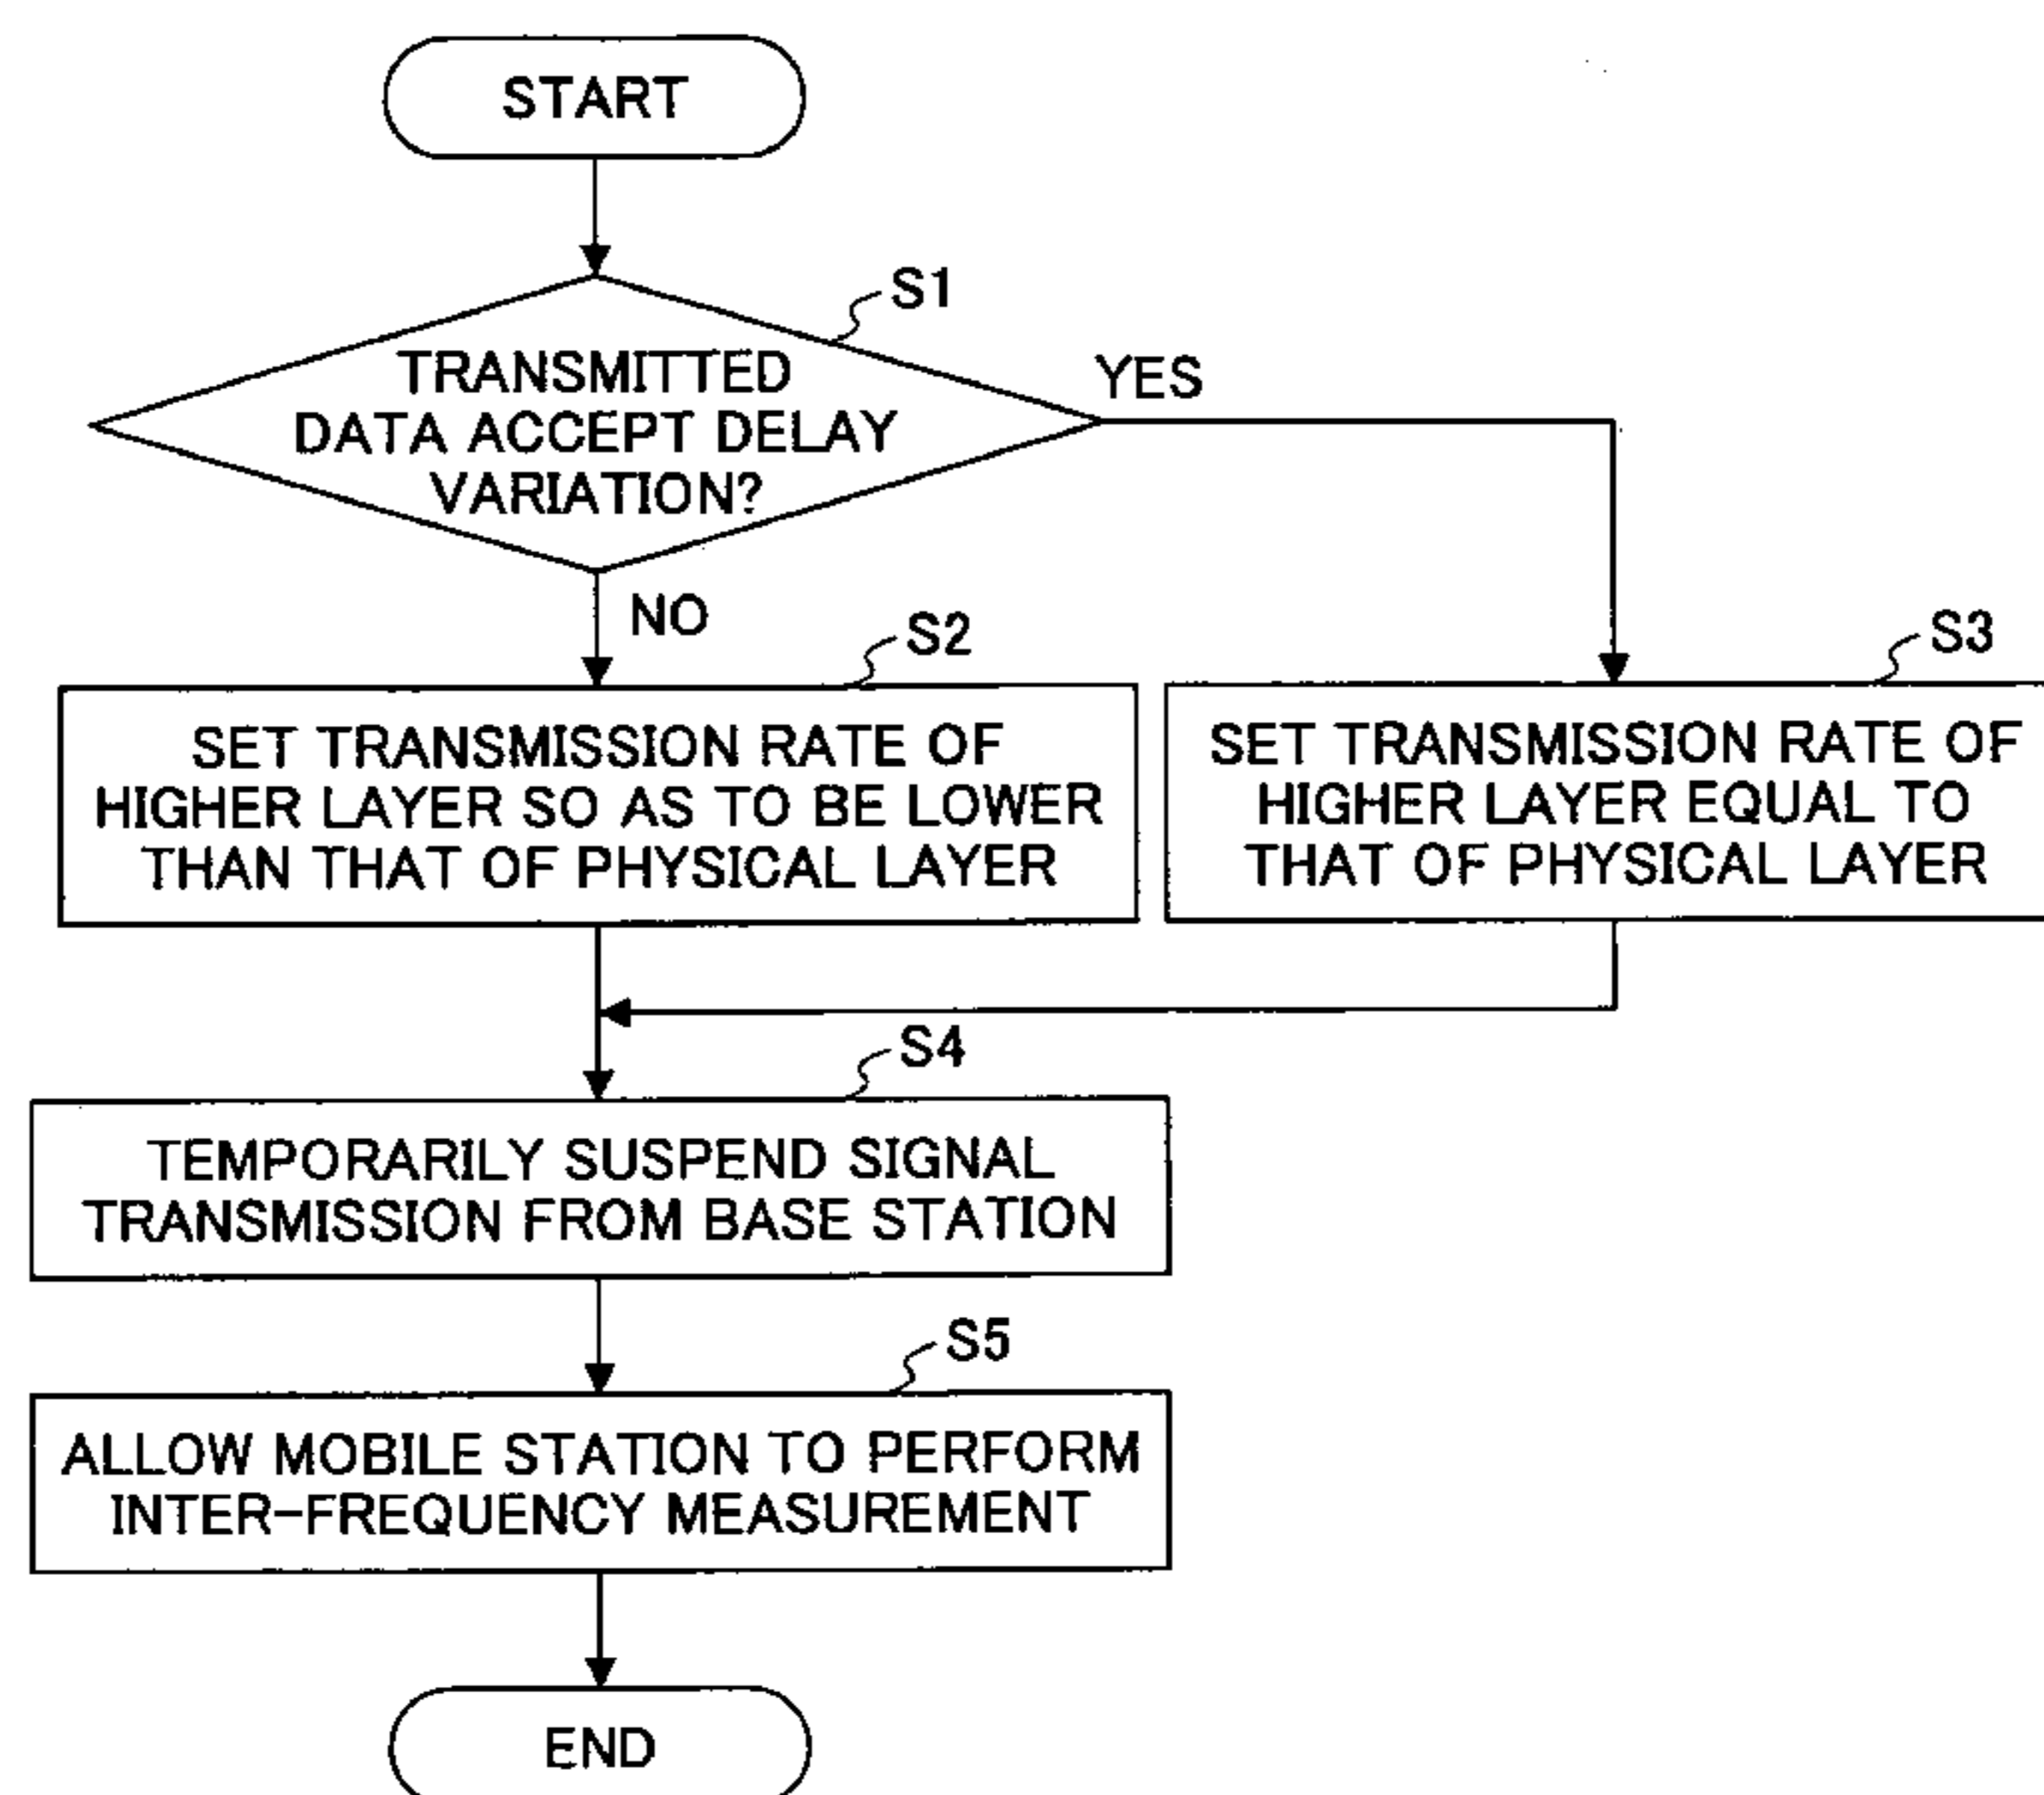 START
S1
TRANSMITTED
DATA ACCEPT DELAY
VARIATION?
YES
NO
S2
SET TRANSMISSION RATE OF
HIGHER LAYER SO AS TO BE LOWER
THAN THAT OF PHYSICAL LAYER
S3
SET TRANSMISSION RATE OF
HIGHER LAYER EQUAL TO
THAT OF PHYSICAL LAYER
S4
TEMPORARILY SUSPEND SIGNAL
TRANSMISSION FROM BASE STATION
S5
ALLOW MOBILE STATION TO PERFORM
INTER-FREQUENCY MEASUREMENT
END